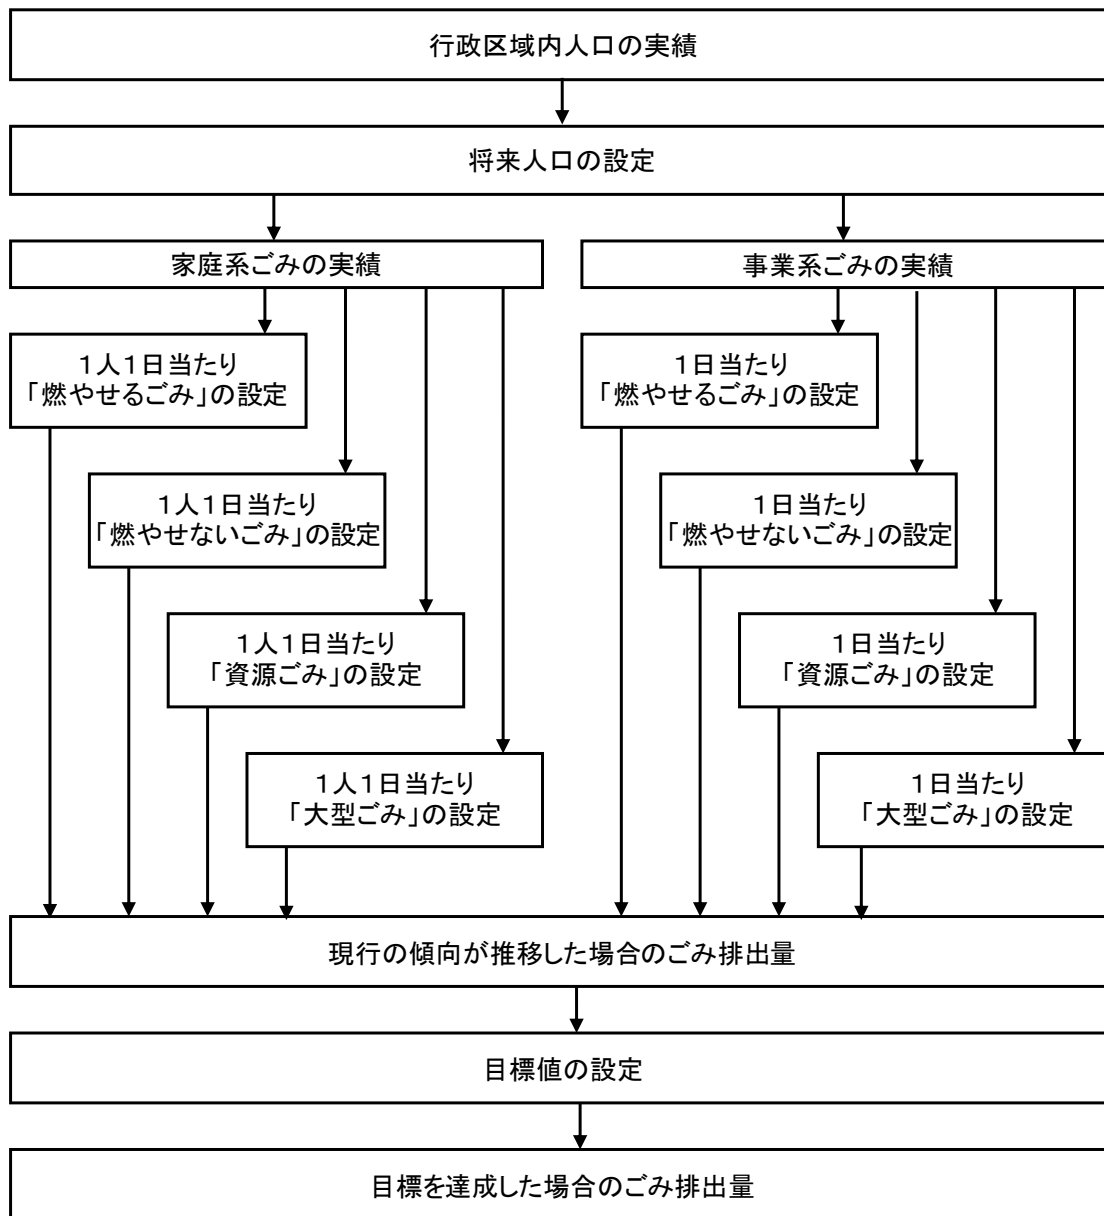 行政区域内人口の実績
将来人口の設定
家庭系ごみの実績
事業系ごみの実績
１人１日当たり
「燃やせるごみ」の設定
１日当たり
「燃やせるごみ」の設定
１人１日当たり
「燃やせないごみ」の設定
１日当たり
「燃やせないごみ」の設定
１人１日当たり
「資源ごみ」の設定
１日当たり
「資源ごみ」の設定
１人１日当たり
「大型ごみ」の設定
１日当たり
「大型ごみ」の設定
現行の傾向が推移した場合のごみ排出量
目標値の設定
目標を達成した場合のごみ排出量